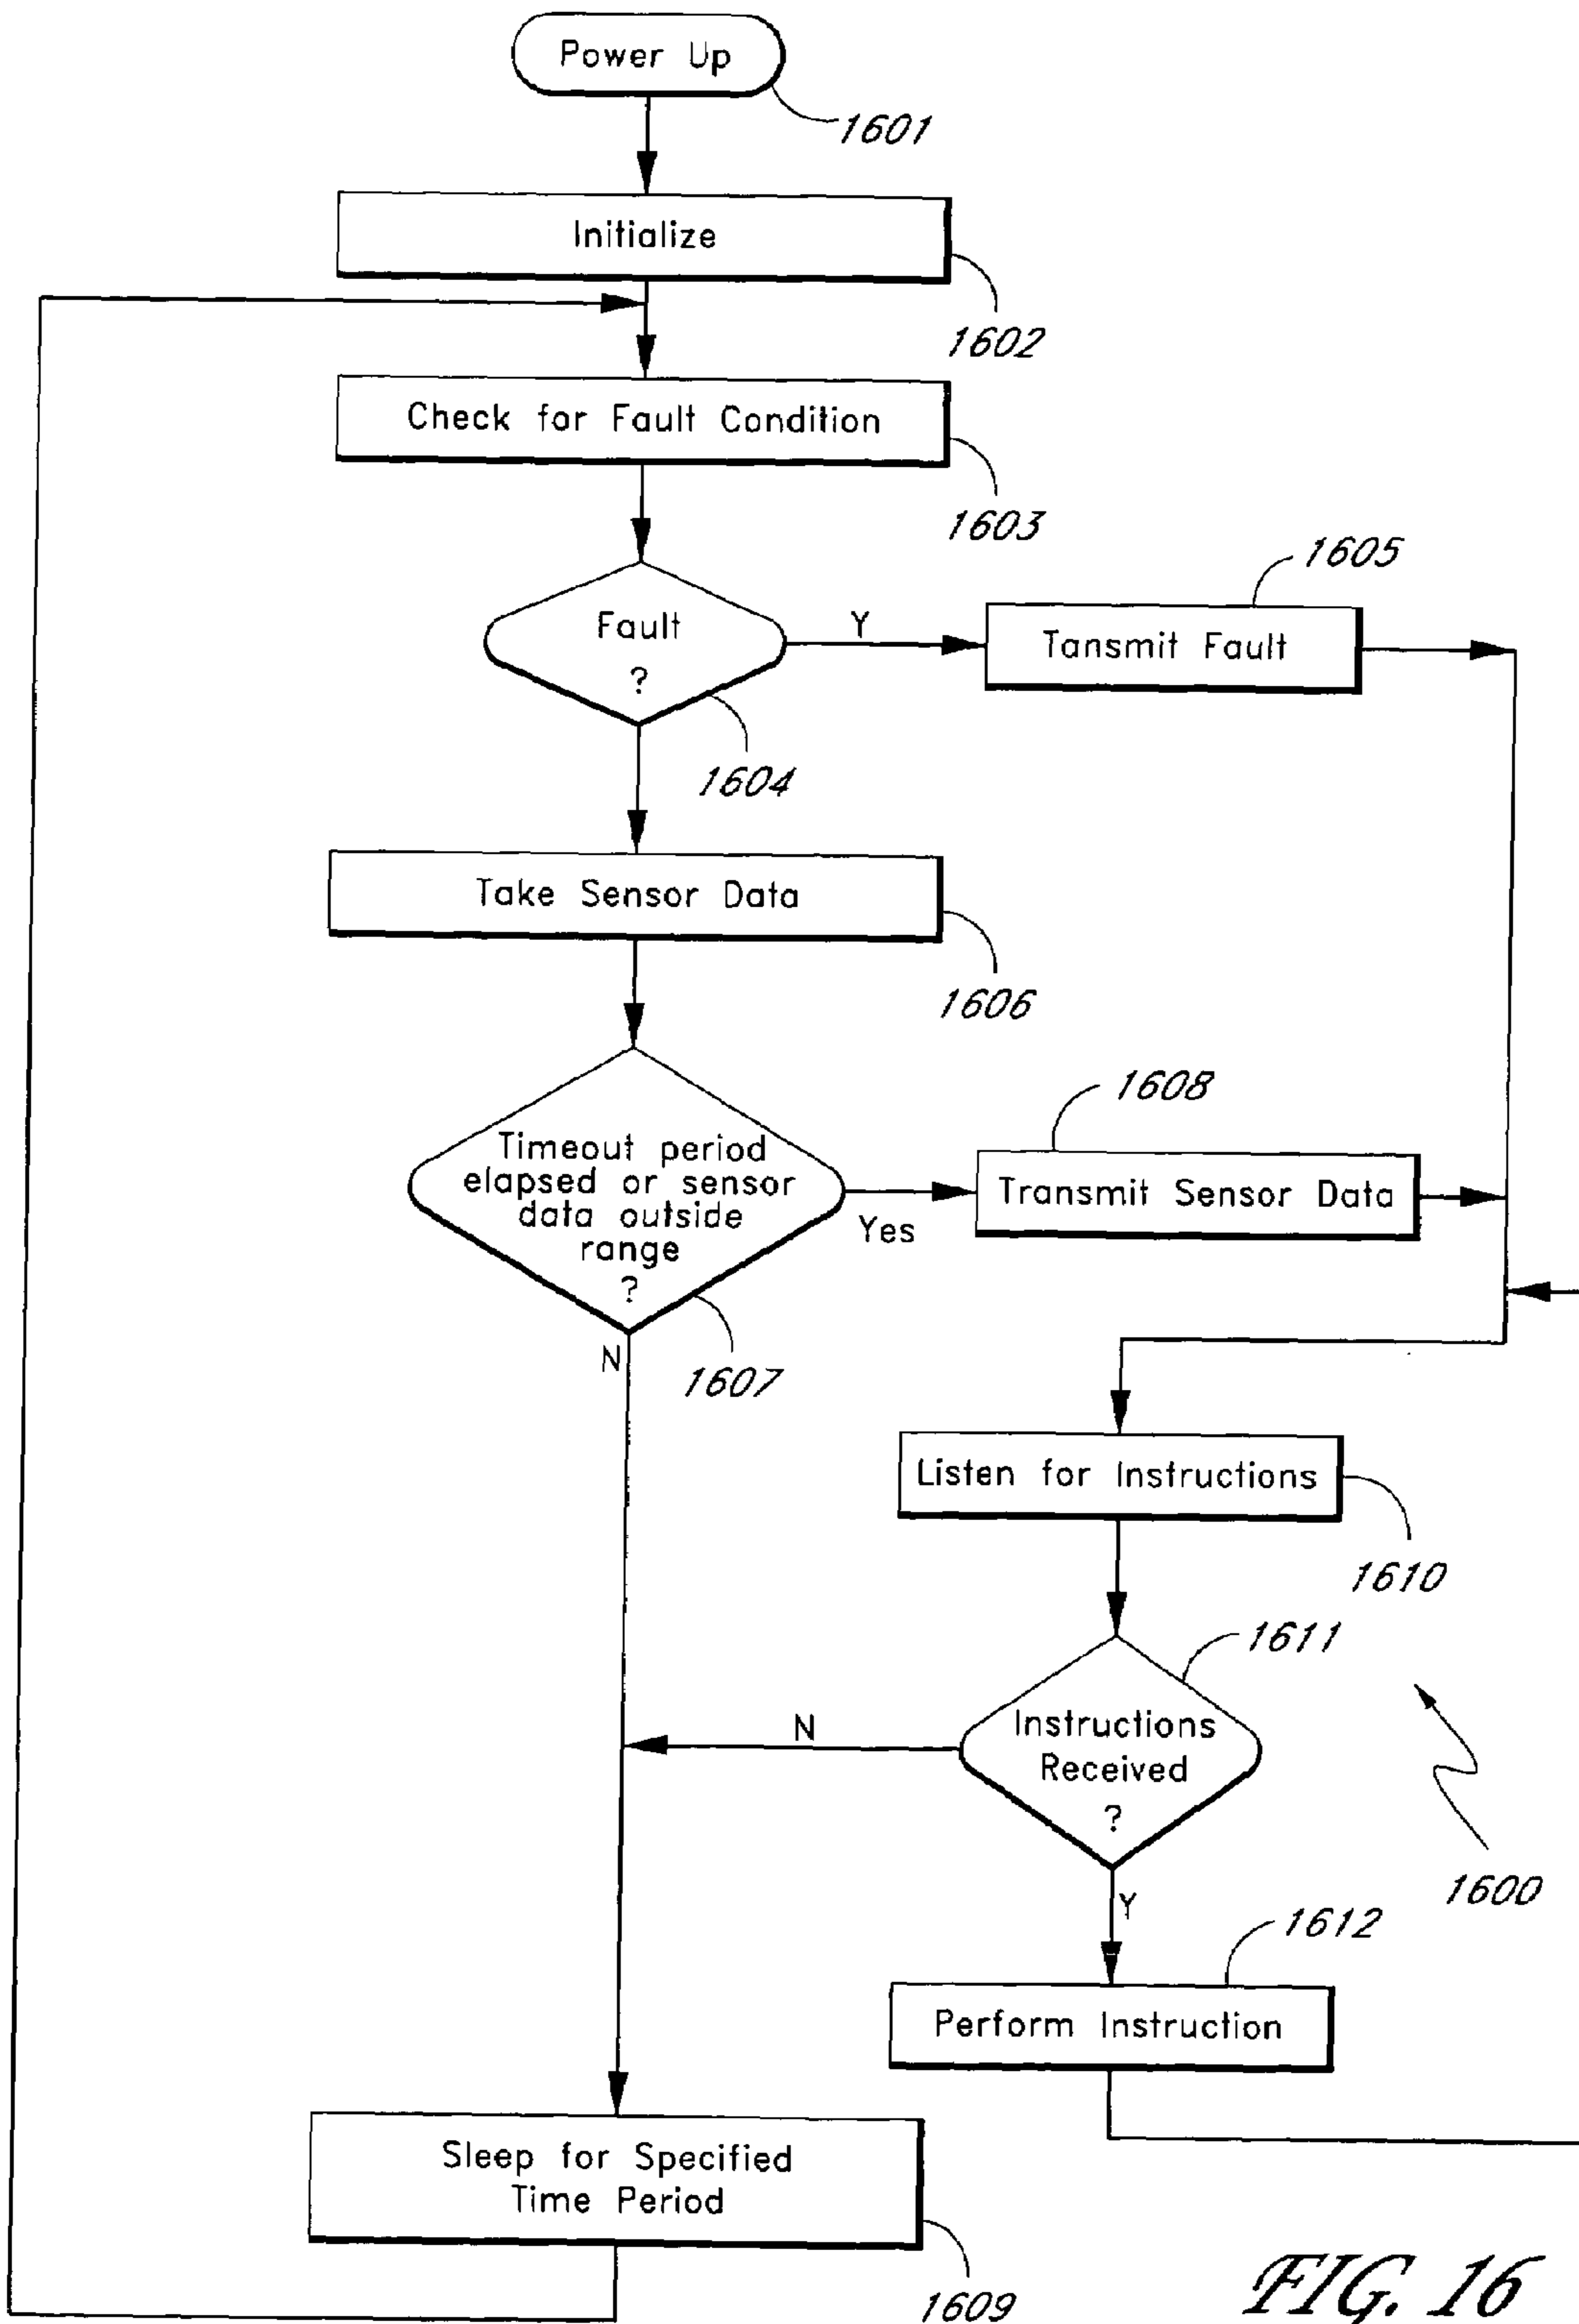 Power Up
1601
Initialize
1602
Check for Fault Condition
1603
Fault
?
Y
1604
Tansmit Fault
1605
Take Sensor Data
1606
Timeout period
elapsed or sensor
data outside
range
?
Yes
N
1607
1608
Transmit Sensor Data
Listen for Instructions
1610
1611
Instructions
Received
?
N
Y
1600
1612
Perform Instruction
Sleep for Specified
Time Period
1609
FIG. 16